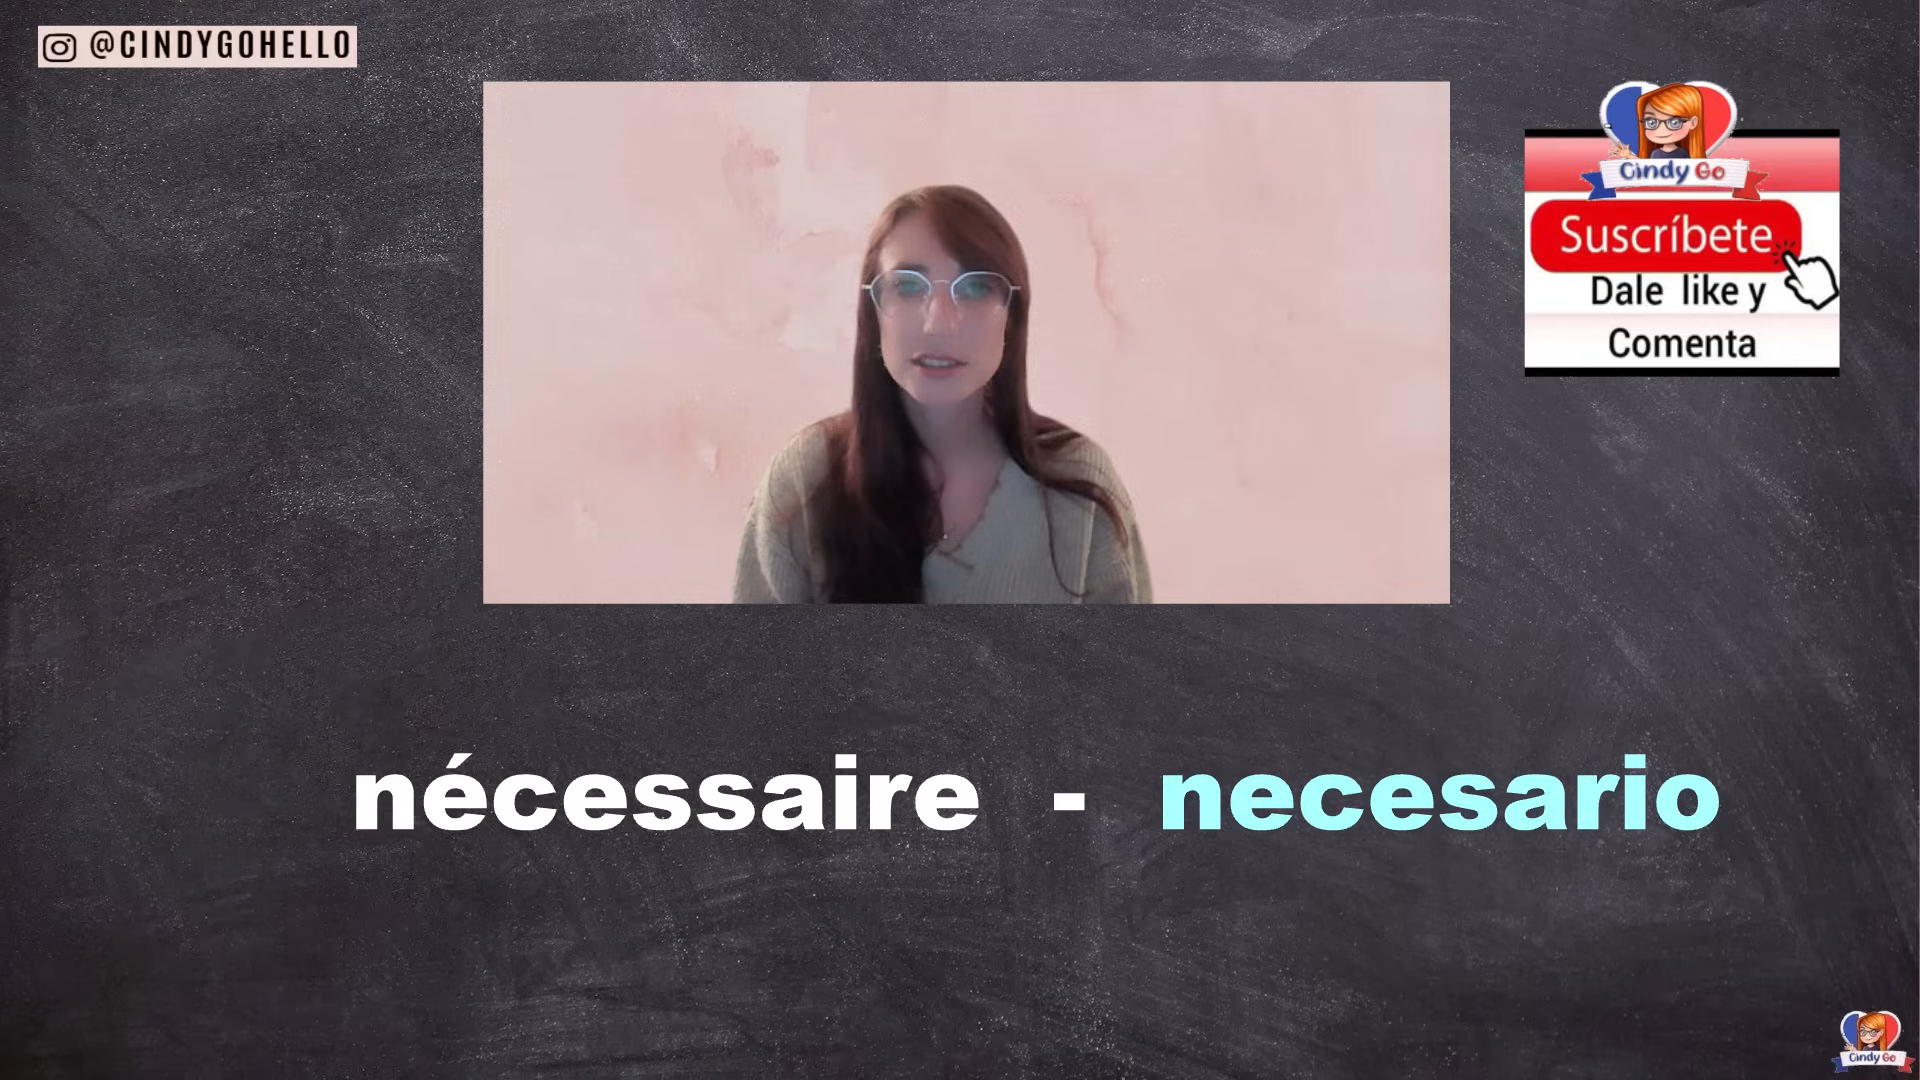 @CINDYGOHELLO
Cindy Go
Suscríbete
Dale like y
Comenta
nécessaire - necesario
Cindy Go